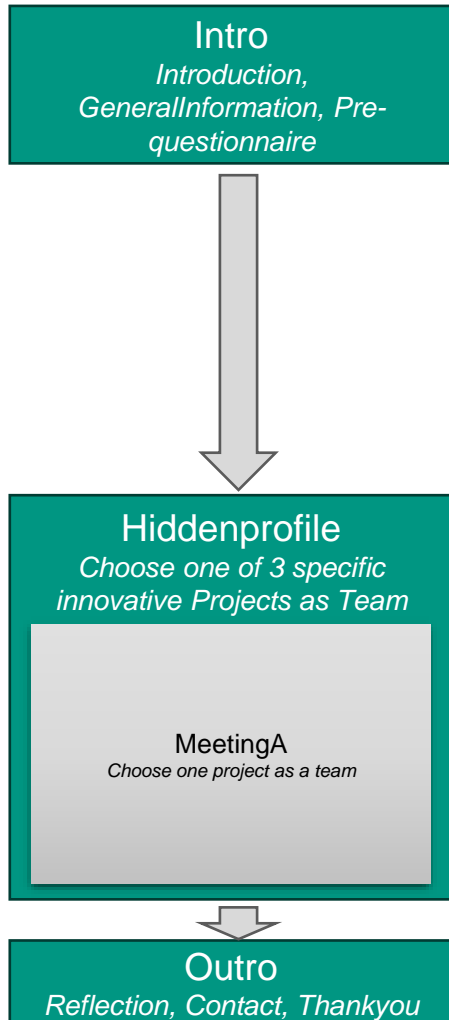 Intro
Introduction,
GeneralInformation, Pre-
questionnaire
Hiddenprofile
Choose one of 3 specific
innovative Projects as Team
MeetingA
Choose one project as a team
Outro
Reflection, Contact, Thankyou